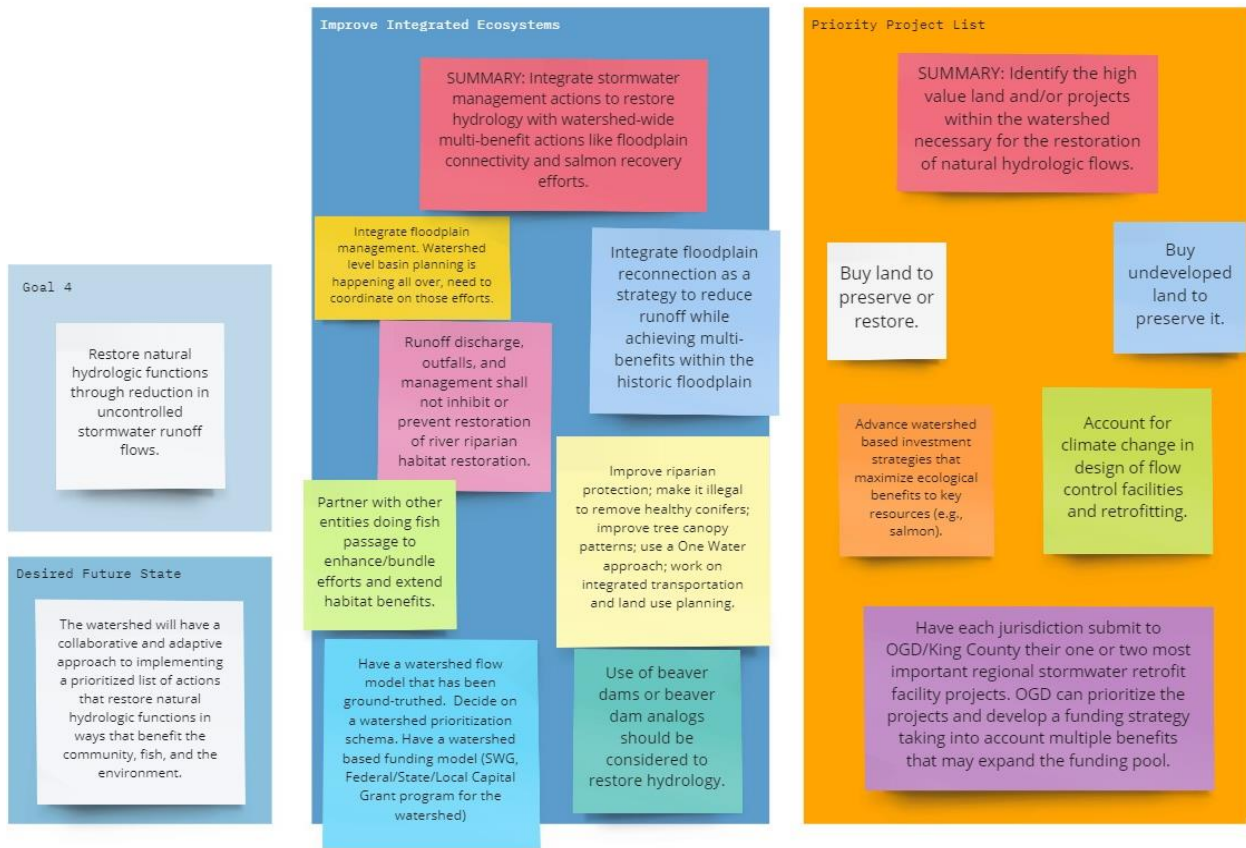 Goal 4
Restore natural
hydrologic functions
through reduction in
uncontrolled
stormwater runoff
flows.
Desired Future State
The watershed will have a
collaborative and adaptive
approach to implementing
a prioritized list of actions
that restore natural
hydrologic functions in
ways that benefit the
community, fish, and the
environment.
Improve Integrated Ecosystems
SUMMARY: Integrate stormwater
management actions to restore
hydrology with watershed-wide
multi-benefit actions like floodplain
connectivity and salmon recovery
efforts.
Integrate floodplain
management. Watershed
level basin planning is
happening all over, need to
coordinate on those efforts.
Integrate floodplain
reconnection as a
strategy to reduce
runoff while
achieving multi-
benefits within the
historic floodplain
Runoff discharge,
outfalls, and
management shall
not inhibit or
prevent restoration
of river riparian
habitat restoration.
Improve riparian
protection; make it illegal
to remove healthy conifers;
improve tree canopy
patterns; use a One Water
approach; work on
integrated transportation
and land use planning.
Partner with other
entities doing fish
passage to
enhance/bundle
efforts and extend
habitat benefits.
Have a watershed flow
model that has been
ground-truthed. Decide on
a watershed prioritization
schema. Have a watershed
based funding model (SWG,
Federal/State/Local Capital
Grant program for the
watershed)
Use of beaver
dams or beaver
dam analogs
should be
considered to
restore hydrology.
Priority Project List
SUMMARY: Identify the high
value land and/or projects
within the watershed
necessary for the restoration
of natural hydrologic flows.
Buy land to
preserve or
restore.
Buy
undeveloped
land to
preserve it.
Advance watershed
based investment
strategies that
maximize ecological
benefits to key
resources (e.g.,
salmon).
Account for
climate change in
design of flow
control facilities
and retrofitting.
Have each jurisdiction submit to
OGD/King County their one or two most
important regional stormwater retrofit
facility projects. OGD can prioritize the
projects and develop a funding strategy
taking into account multiple benefits
that may expand the funding pool.